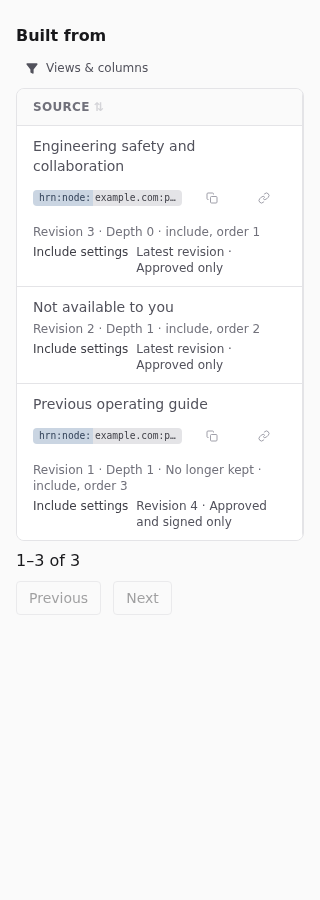 Built from
Views & columns
SOURCE
Engineering safety and
collaboration
hrn:node: example.com:p…
Revision 3 · Depth 0 · include, order 1
Include settings Latest revision ·
Approved only
Not available to you
Revision 2 · Depth 1 · include, order 2
Include settings Latest revision ·
Approved only
Previous operating guide
hrn:node: example.com:p…
Revision 1 · Depth 1 · No longer kept ·
include, order 3
Include settings Revision 4 · Approved
and signed only
1–3 of 3
Previous Next